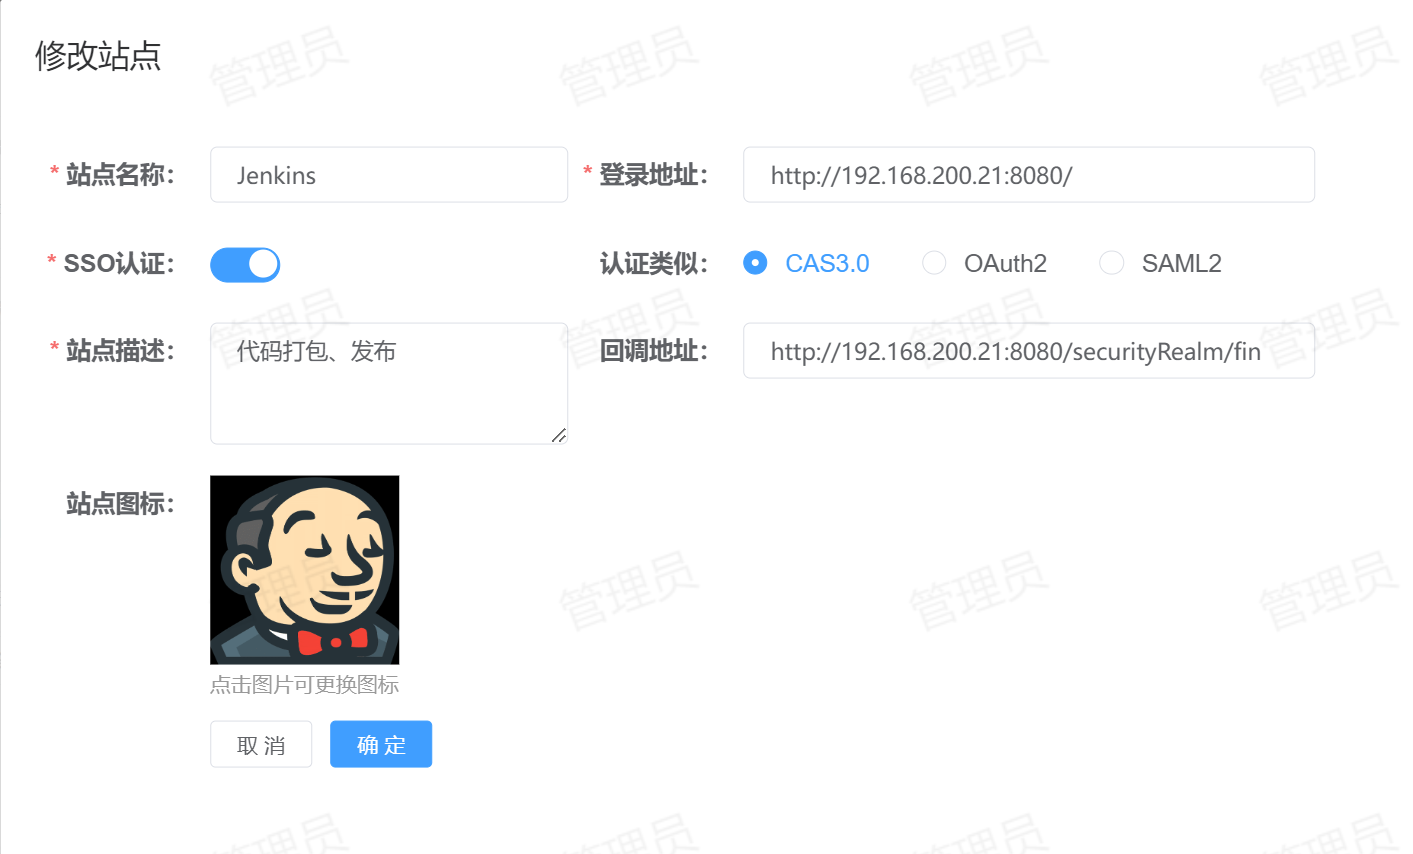 修改站点
* 站点名称： Jenkins * 登录地址： http://192.168.200.21:8080/
* SSO认证： 认证类似： CAS3.0 OAuth2 SAML2
* 站点描述： 代码打包、发布 回调地址： http://192.168.200.21:8080/securityRealm/fin
站点图标：
点击图片可更换图标
取 消 确 定
管理员 管理员 管理员 管理员
管理员 管理员 管理员 管理员
管理员 管理员 管理员 管理员
管理员 管理员 管理员 管理员